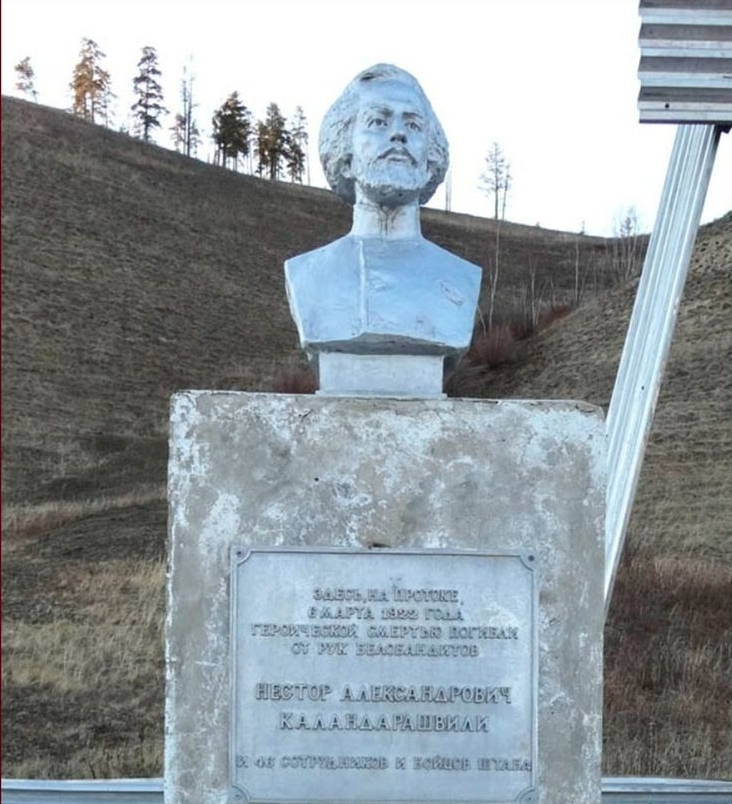 ЗДЕСЬ, НА ПРОТОКЕ,
6 МАРТА 1922 ГОДА
ГЕРОИЧЕСКОЙ СМЕРТЬЮ ПОГИБЛИ
ОТ РУК БЕЛОБАНДИТОВ
НЕСТОР АЛЕКСАНДРОВИЧ
КАЛАНДАРАШВИЛИ
И 46 СОТРУДНИКОВ И БОЙЦОВ ШТАБА